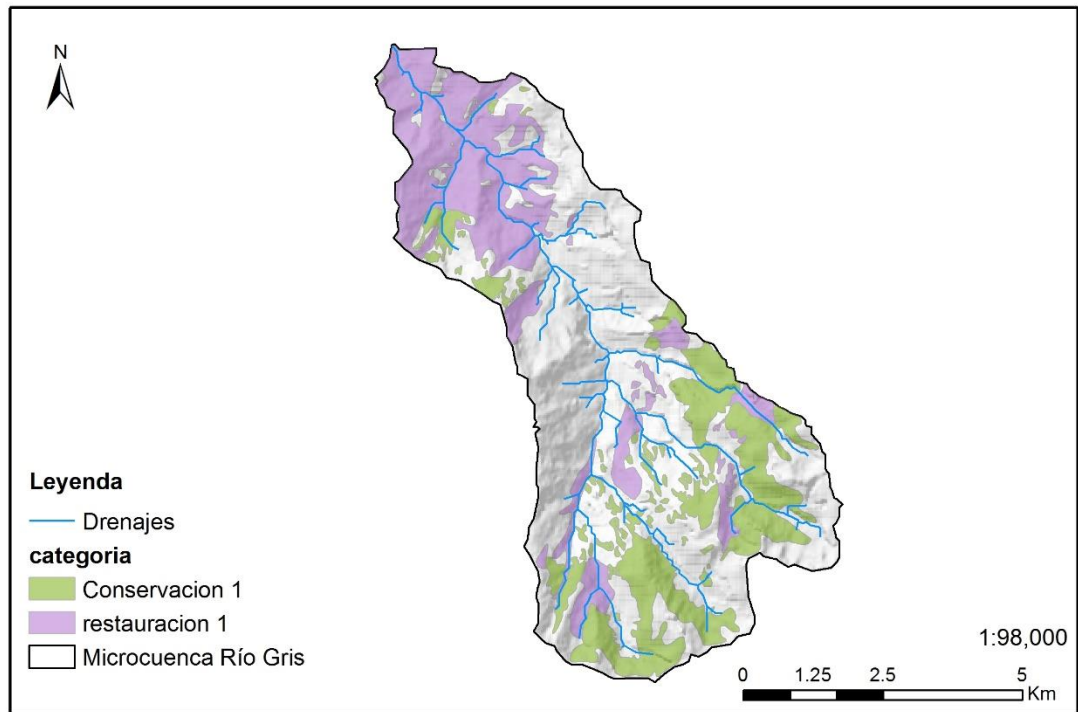 N
Leyenda
Drenajes
categoria
Conservacion 1
restauracion 1
Microcuenca Río Gris
1:98,000
0 1.25 2.5 5
Km